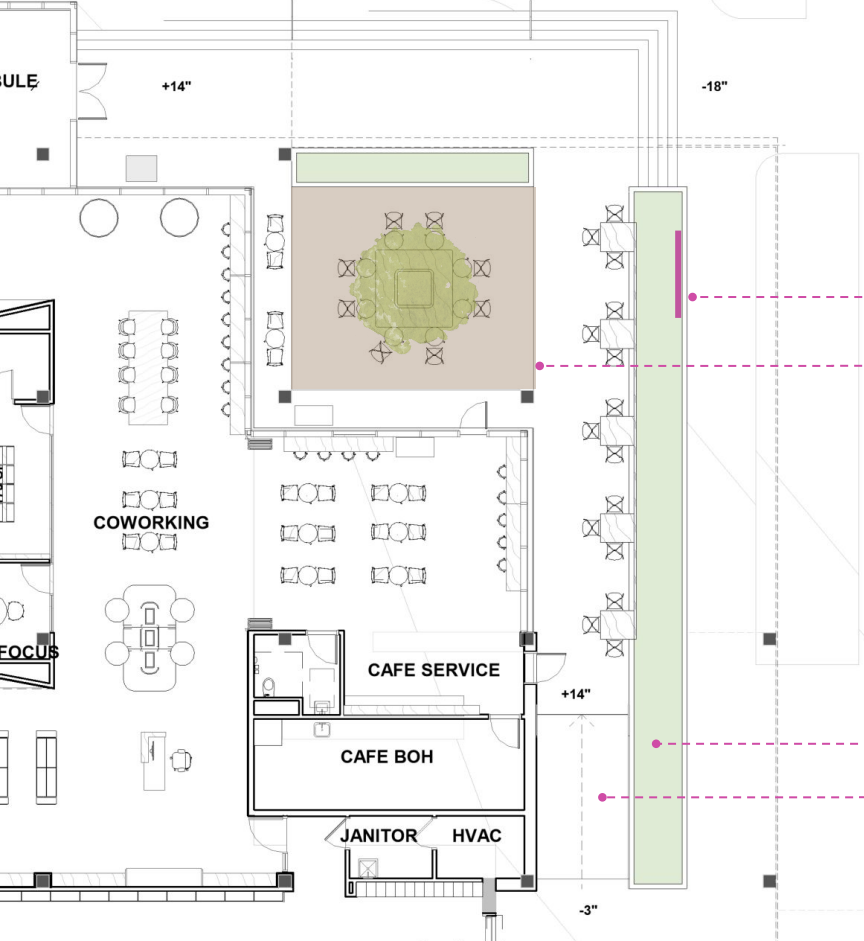 BULE
+14"
-18"
COWORKING
FOCUS
CAFE SERVICE
+14"
CAFE BOH
JANITOR
HVAC
-3"